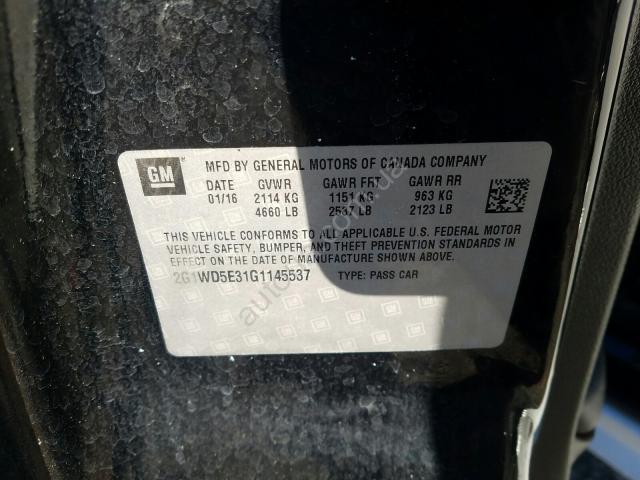 GM
MFD BY GENERAL MOTORS OF CANADA COMPANY
DATE GVWR GAWR FRT GAWR RR
01/16 2114 KG 1151 KG 963 KG
4660 LB 2537 LB 2123 LB
THIS VEHICLE CONFORMS TO ALL APPLICABLE U.S. FEDERAL MOTOR
VEHICLE SAFETY, BUMPER, AND THEFT PREVENTION STANDARDS IN
EFFECT ON THE DATE OF MANUFACTURE SHOWN ABOVE.
2G1WD5E31G1145537 TYPE: PASS CAR